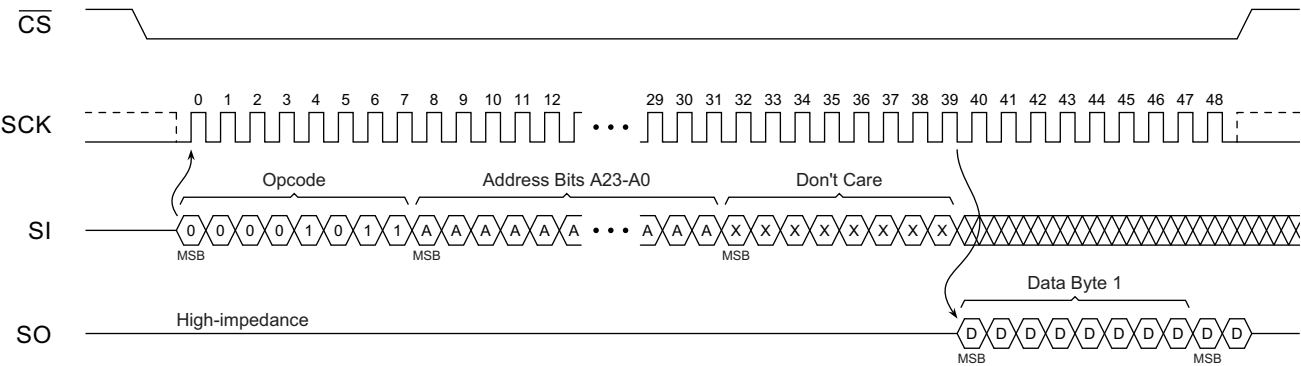 CS
0 1 2 3 4 5 6 7 8 9 10 11 12 29 30 31 32 33 34 35 36 37 38 39 40 41 42 43 44 45 46 47 48
SCK •••
Opcode Address Bits A23-A0 Don't Care
SI 0 0 0 0 1 0 1 1 A A A A A A ••• A A A X X X X X X X X
MSB MSB MSB
Data Byte 1
High-impedance
SO D D D D D D D D D D
MSB MSB